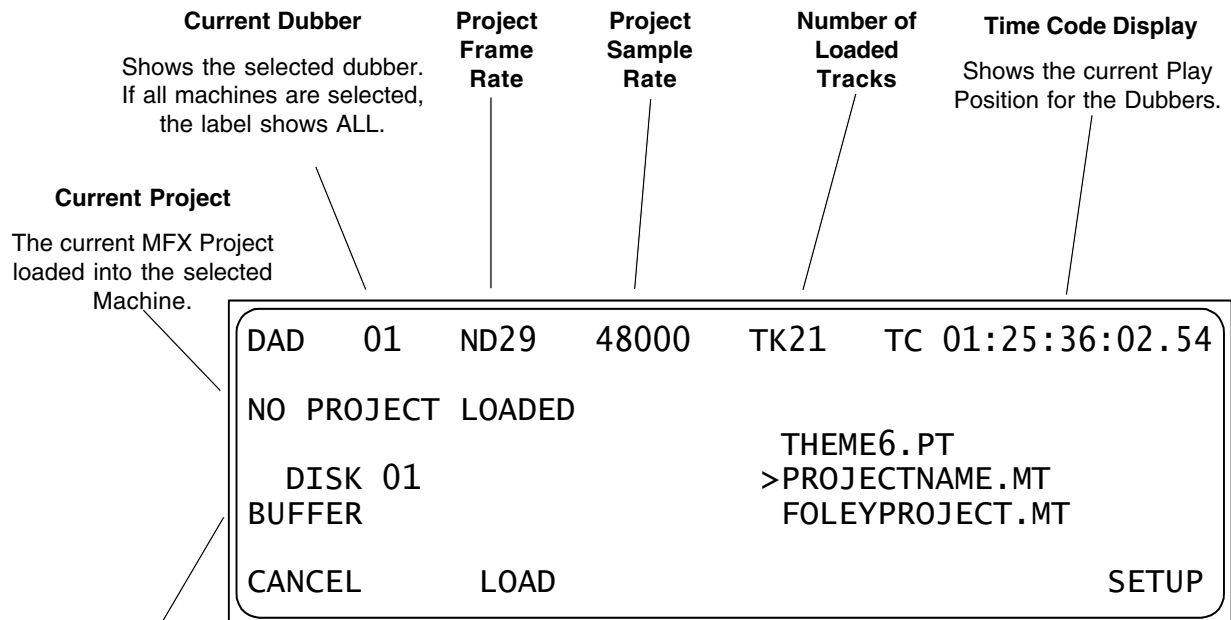 Current Dubber
Shows the selected dubber.
If all machines are selected,
the label shows ALL.
Project
Frame
Rate
Project
Sample
Rate
Number of
Loaded
Tracks
Time Code Display
Shows the current Play
Position for the Dubbers.
Current Project
The current MFX Project
loaded into the selected
Machine.
DAD 01 ND29 48000 TK21 TC 01:25:36:02.54
NO PROJECT LOADED
THEME6.PT
DISK 01 >PROJECTNAME.MT
BUFFER FOLEYPROJECT.MT
CANCEL LOAD SETUP